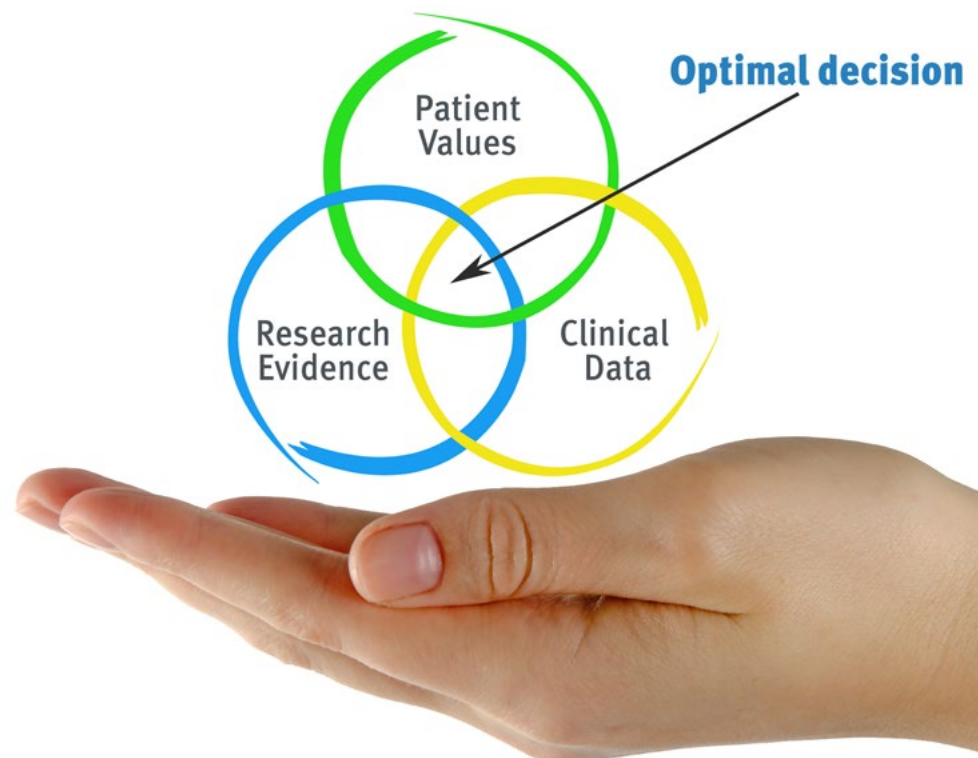 Optimal decision
Patient
Values
Research
Evidence
Clinical
Data